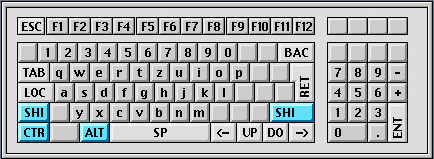 ESC F1 F2 F3 F4 F5 F6 F7 F8 F9 F10 F11 F12
1 2 3 4 5 6 7 8 9 0 BAC
TAB q w e r t z u i o p 7 8 9 -
RET
LOC a s d f g h j k l 4 5 6 +
SHI y x c v b n m SHI 1 2 3
CTR ALT SP <- UP DO -> 0 .
ENT